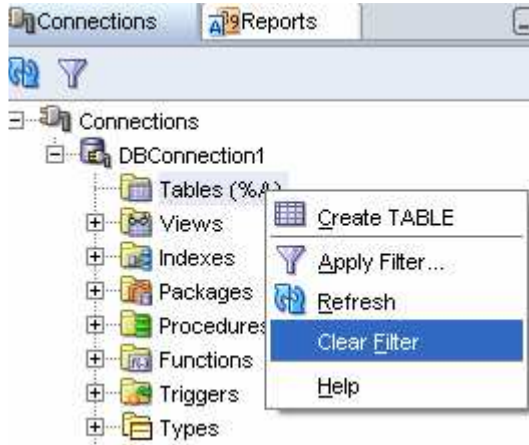 Connections
Reports
Connections
DBConnection1
Tables (%A)
Views
Indexes
Packages
Procedures
Functions
Triggers
Types
Create TABLE
Apply Filter...
Refresh
Clear Filter
Help